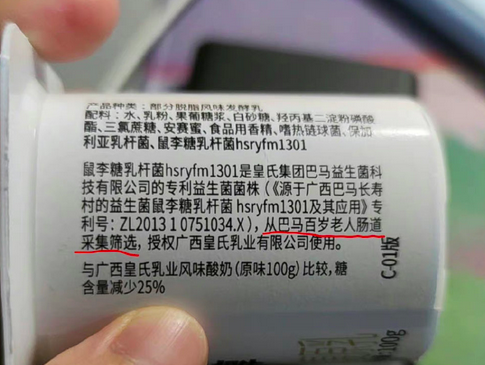 产品种类：部分脱脂风味发酵乳
配料：水、乳粉、果葡糖浆、白砂糖、羟丙基二淀粉磷酸
酯、三氯蔗糖、安赛蜜、食品用香精、嗜热链球菌、保加
利亚乳杆菌、鼠李糖乳杆菌hsryfm1301
鼠李糖乳杆菌hsryfm1301是皇氏集团巴马益生菌科
技有限公司的专利益生菌菌株（《源于广西巴马长寿
村的益生菌鼠李糖乳杆菌 hsryfm1301及其应用》专
利号：ZL2013 1 0751034.X），从巴马百岁老人肠道
采集筛选，授权广西皇氏乳业有限公司使用。
与广西皇氏乳业风味酸奶（原味100g）比较，糖
含量减少25%
C-01版
100g